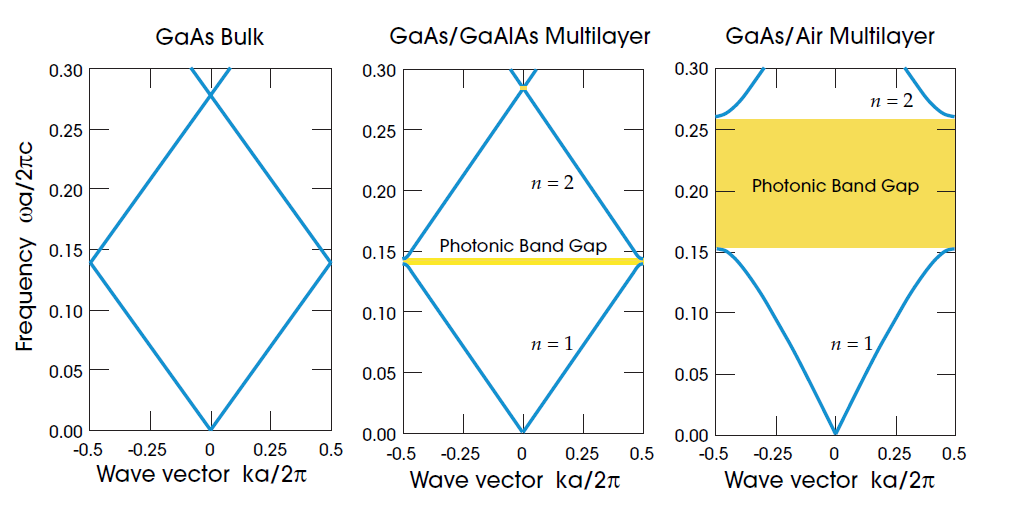 GaAs Bulk
Frequency ωa/2πc
0.30
0.25
0.20
0.15
0.10
0.05
0.00
-0.5 -0.25 0 0.25 0.5
Wave vector ka/2π
GaAs/GaAlAs Multilayer
0.30
0.25
0.20
0.15
0.10
0.05
0.00
n = 2
Photonic Band Gap
n = 1
-0.5 -0.25 0 0.25 0.5
Wave vector ka/2π
GaAs/Air Multilayer
0.30
0.25
0.20
0.15
0.10
0.05
0.00
n = 2
Photonic Band Gap
n = 1
-0.5 -0.25 0 0.25 0.5
Wave vector ka/2π